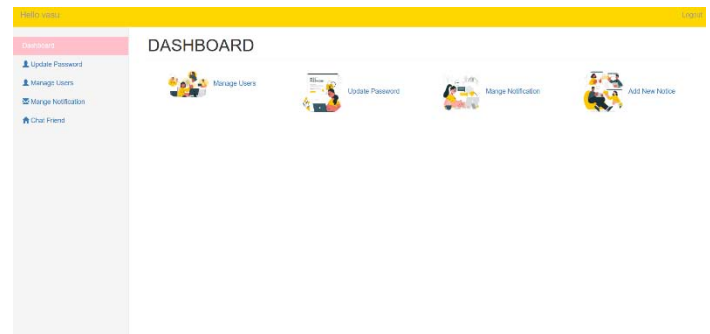 Hello vasu
Logout
Dashboard
Update Password
Manage Users
Mange Notification
Chat Friend
DASHBOARD
Manage Users
Update Password
Mange Notification
Add New Notice